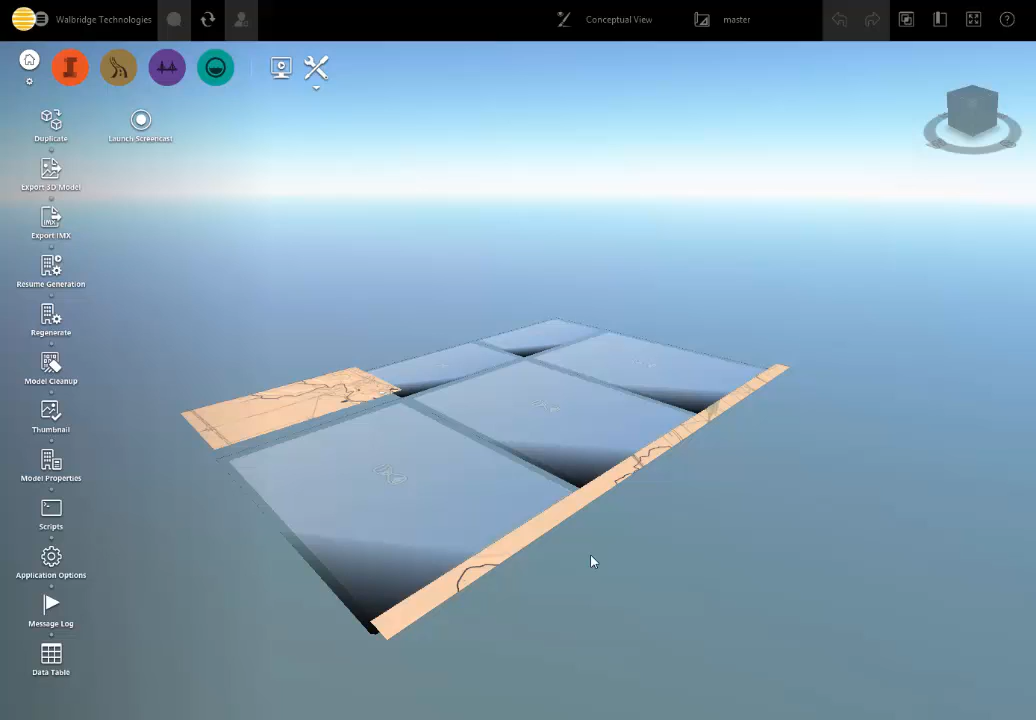 Walbridge Technologies
Conceptual View
master
Duplicate
Launch Screencast
Export 3D Model
IMX
Export IMX
Resume Generation
Regenerate
Model Cleanup
Thumbnail
Model Properties
Scripts
Application Options
Message Log
Data Table